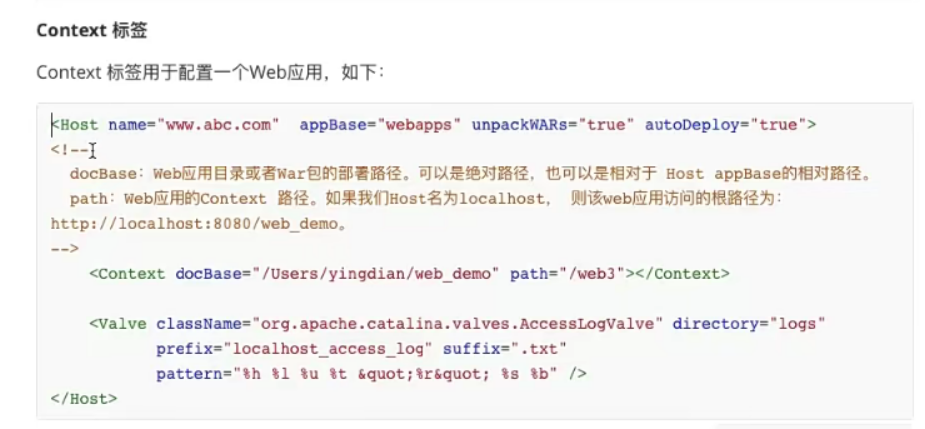 Context 标签
Context 标签用于配置一个Web应用，如下：
<Host name="www.abc.com"  appBase="webapps" unpackWARs="true" autoDeploy="true">
<!--
  docBase：Web应用目录或者War包的部署路径。可以是绝对路径，也可以是相对于 Host appBase的相对路径。
  path：Web应用的Context 路径。如果我们Host名为localhost， 则该web应用访问的根路径为：
http://localhost:8080/web_demo。
-->
    <Context docBase="/Users/yingdian/web_demo" path="/web3"></Context>
    <Valve className="org.apache.catalina.valves.AccessLogValve" directory="logs"
           prefix="localhost_access_log" suffix=".txt"
           pattern="%h %l %u %t &quot;%r&quot; %s %b" />
</Host>